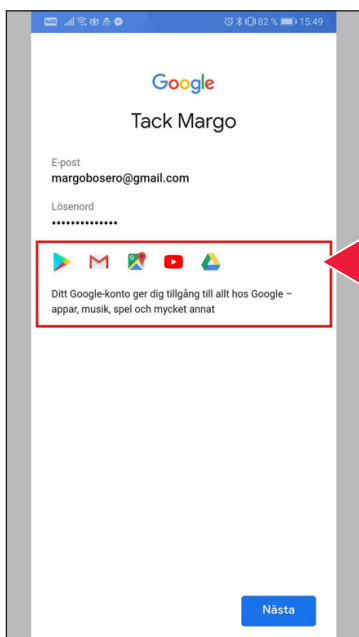 82 % 15:49
Google
Tack Margo
E-post
margobosero@gmail.com
Lösenord
••••••••••••••
Ditt Google-konto ger dig tillgång till allt hos Google –
appar, musik, spel och mycket annat
Nästa